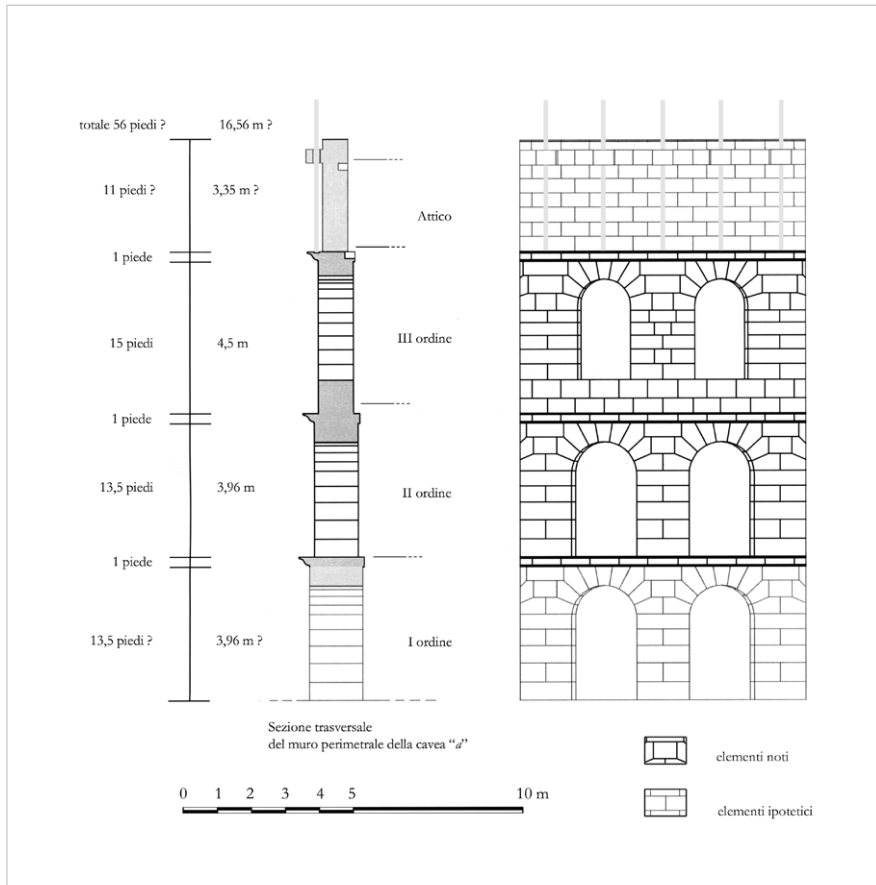 totale 56 piedi ? 16,56 m ?
11 piedi ? 3,35 m ?
Attico
1 piede
15 piedi 4,5 m III ordine
1 piede
13,5 piedi 3,96 m II ordine
1 piede
13,5 piedi ? 3,96 m ? I ordine
Sezione trasversale
del muro perimetrale della cavea “a”
elementi noti
0 1 2 3 4 5 10 m
elementi ipotetici